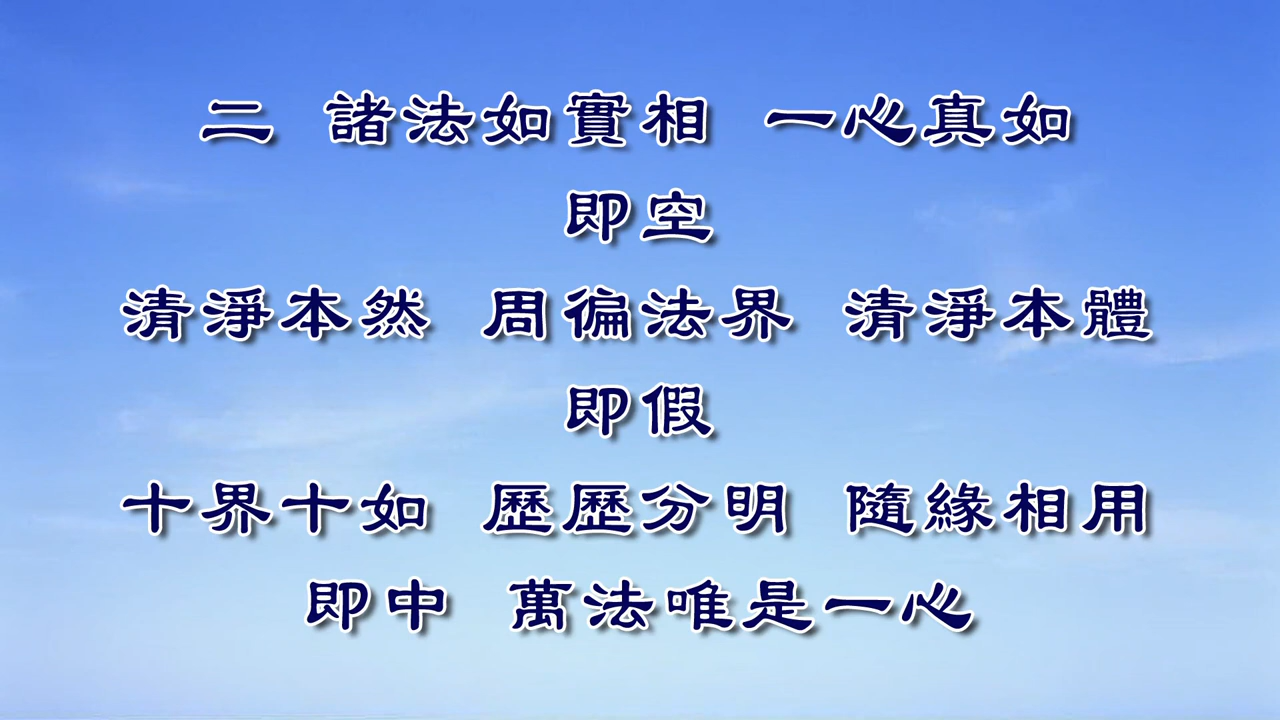 二 諸法如實相 一心真如
即空
清淨本然 周徧法界 清淨本體
即假
十界十如 歷歷分明 隨緣相用
即中 萬法唯是一心